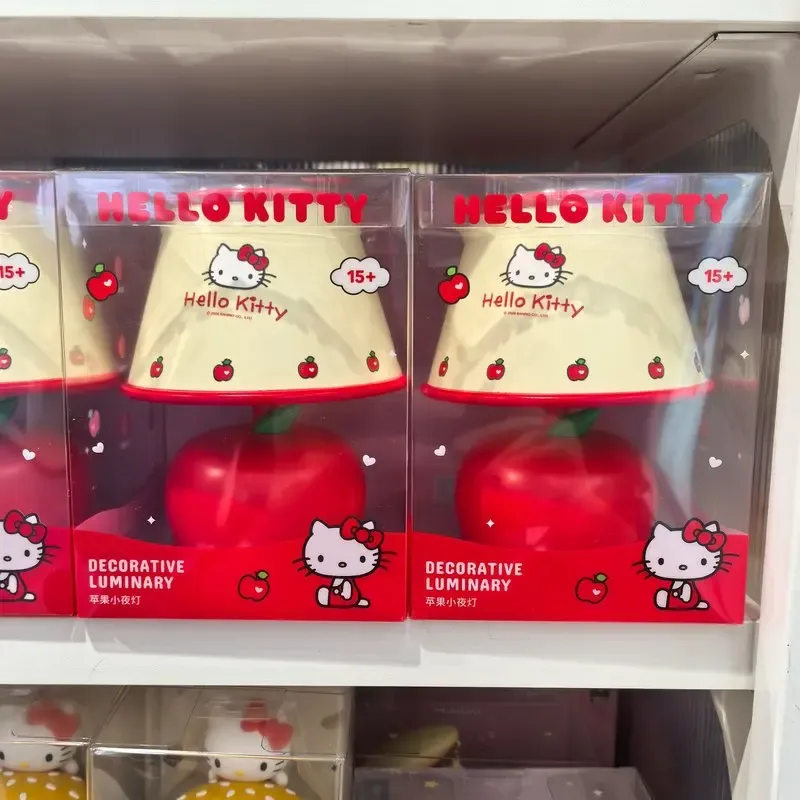 Y
15+
HELLO KITTY
15+
Hello Kitty
DECORATIVE
LUMINARY
苹果小夜灯
HELLO KITTY
15+
Hello Kitty
DECORATIVE
LUMINARY
苹果小夜灯